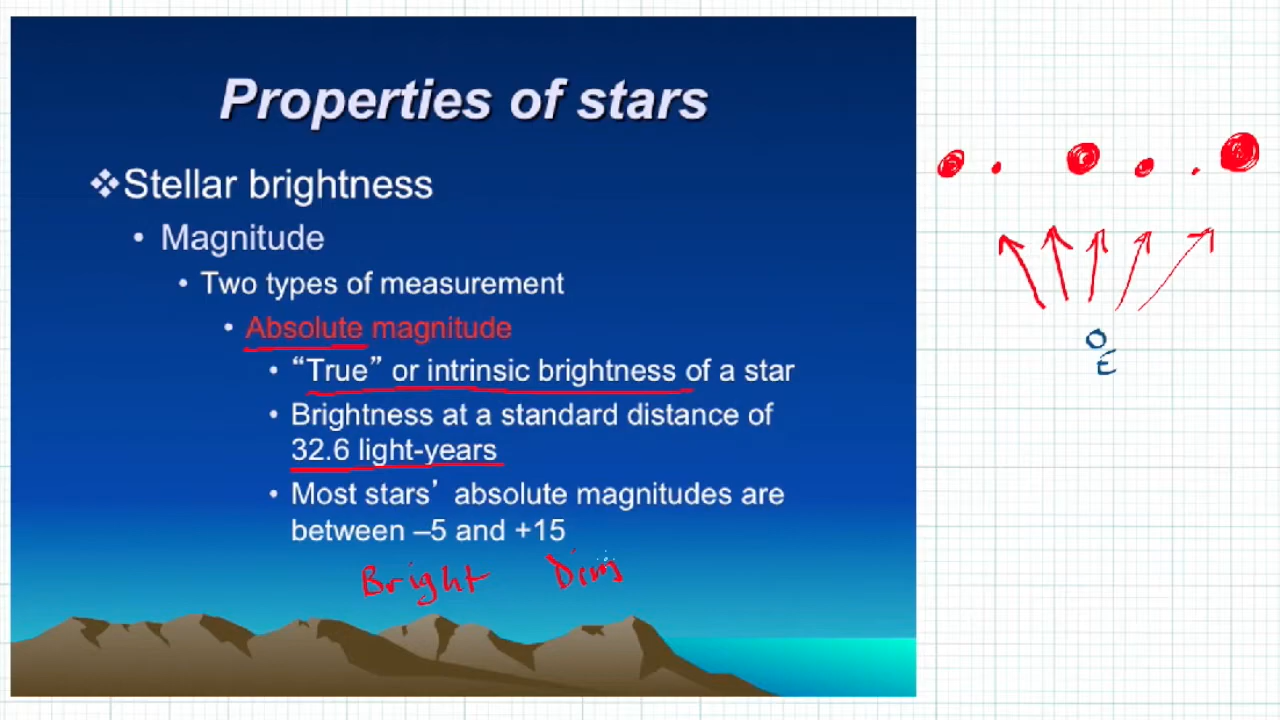 Properties of stars
❖Stellar brightness
• Magnitude
• Two types of measurement
• Absolute magnitude
• “True” or intrinsic brightness of a star
• Brightness at a standard distance of
32.6 light-years
• Most stars’ absolute magnitudes are
between –5 and +15
Bright Dim
E